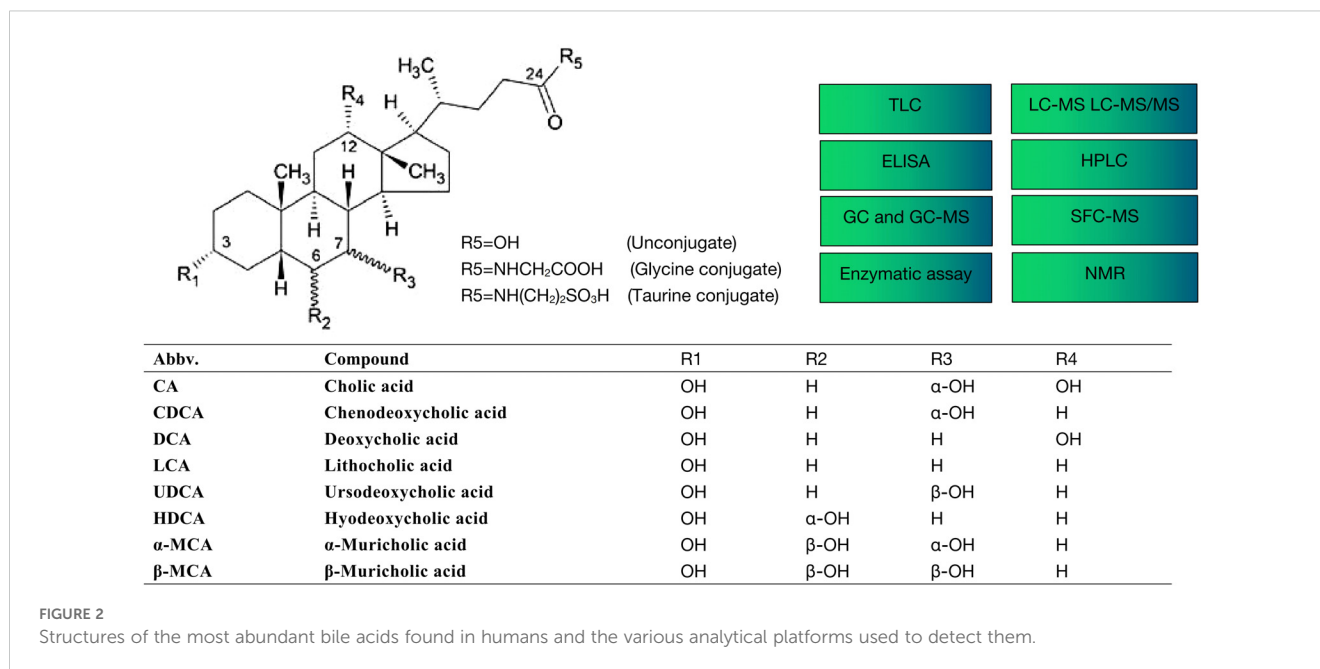 H₃C
24
R₅
R₄
H
O
12
CH₃
H
CH₃
H
H
3
7
6
R₁
H
R₃
R₂
R5=OH (Unconjugate)
R5=NHCH₂COOH (Glycine conjugate)
R5=NH(CH₂)₂SO₃H (Taurine conjugate)
TLC
LC-MS LC-MS/MS
ELISA
HPLC
GC and GC-MS
SFC-MS
Enzymatic assay
NMR
Abbv. Compound R1 R2 R3 R4
CA Cholic acid OH H α-OH OH
CDCA Chenodeoxycholic acid OH H α-OH H
DCA Deoxycholic acid OH H H OH
LCA Lithocholic acid OH H H H
UDCA Ursodeoxycholic acid OH H β-OH H
HDCA Hyodeoxycholic acid OH α-OH H H
α-MCA α-Muricholic acid OH β-OH α-OH H
β-MCA β-Muricholic acid OH β-OH β-OH H
FIGURE 2
Structures of the most abundant bile acids found in humans and the various analytical platforms used to detect them.